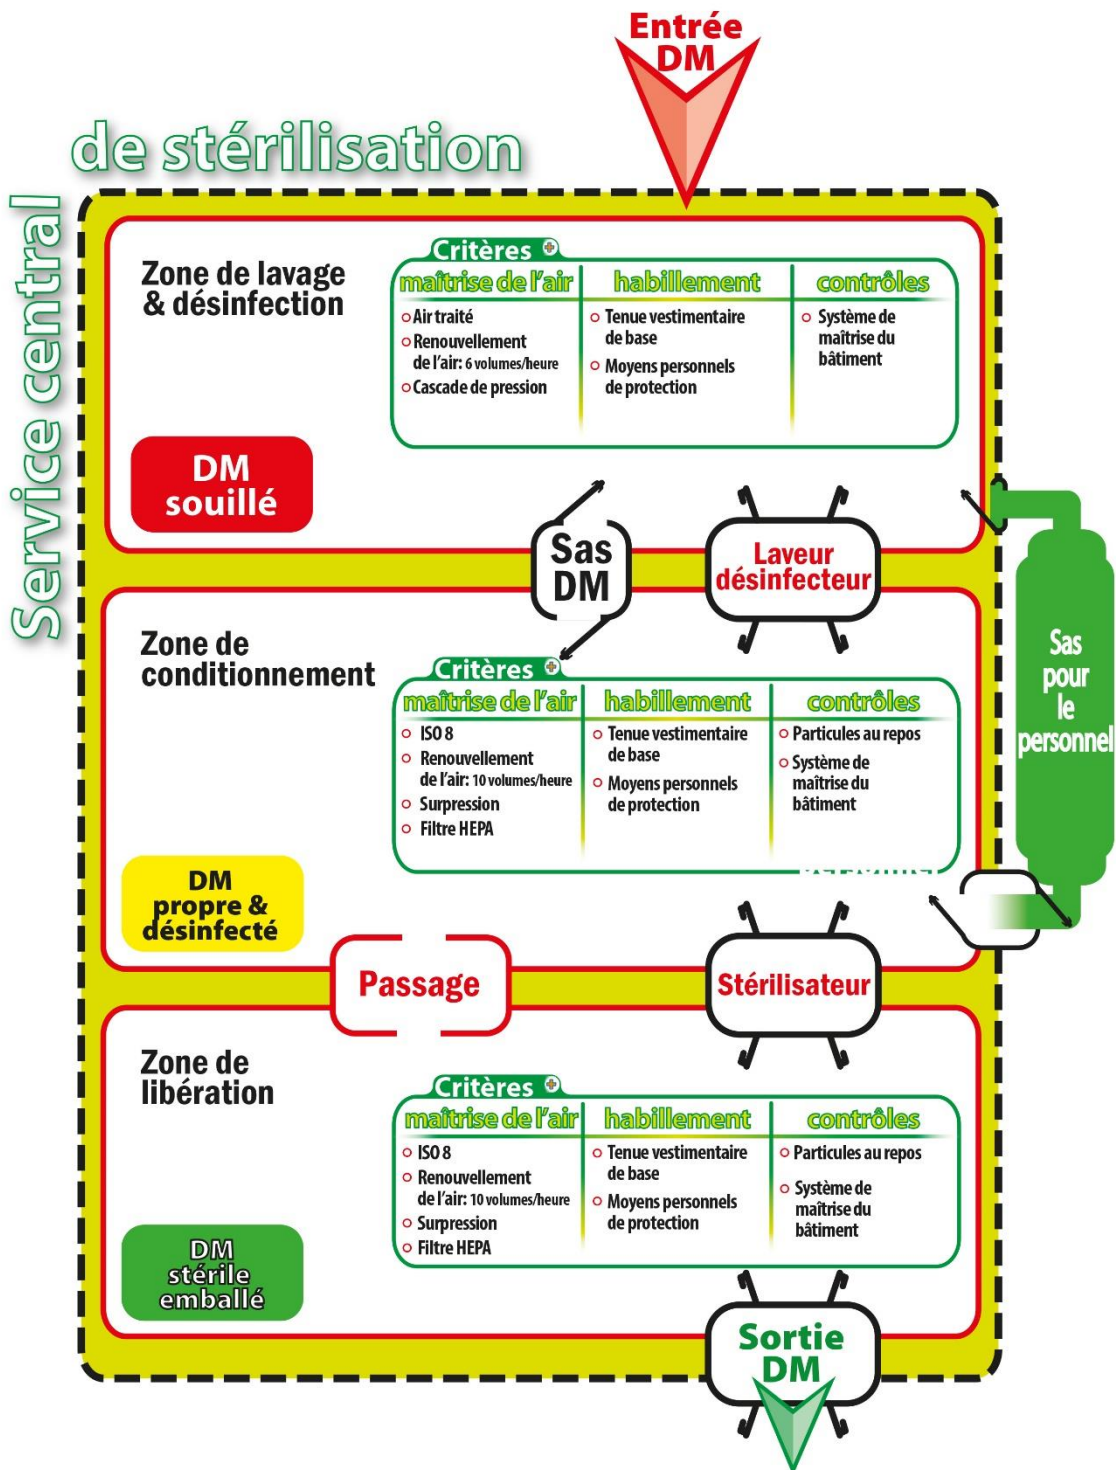 Entrée
DM
de stérilisation
Service central
Zone de lavage
& désinfection
Critères
maîtrise de l'air
habillement
contrôles
Air traité
Renouvellement
de l'air: 6 volumes/heure
Cascade de pression
Tenue vestimentaire
de base
Moyens personnels
de protection
Système de
maîtrise du
bâtiment
DM
souillé
Sas
DM
Laveur
désinfecteur
Sas
pour
le
personnel
Zone de
conditionnement
Critères
maîtrise de l'air
habillement
contrôles
ISO 8
Renouvellement
de l'air: 10 volumes/heure
Surpression
Filtre HEPA
Tenue vestimentaire
de base
Moyens personnels
de protection
Particules au repos
Système de
maîtrise du
bâtiment
personnel
DM
propre &
désinfecté
Passage
Stérilisateur
Zone de
libération
Critères
maîtrise de l'air
habillement
contrôles
ISO 8
Renouvellement
de l'air: 10 volumes/heure
Surpression
Filtre HEPA
Tenue vestimentaire
de base
Moyens personnels
de protection
Particules au repos
Système de
maîtrise du
bâtiment
DM
stérile
emballé
Sortie
DM